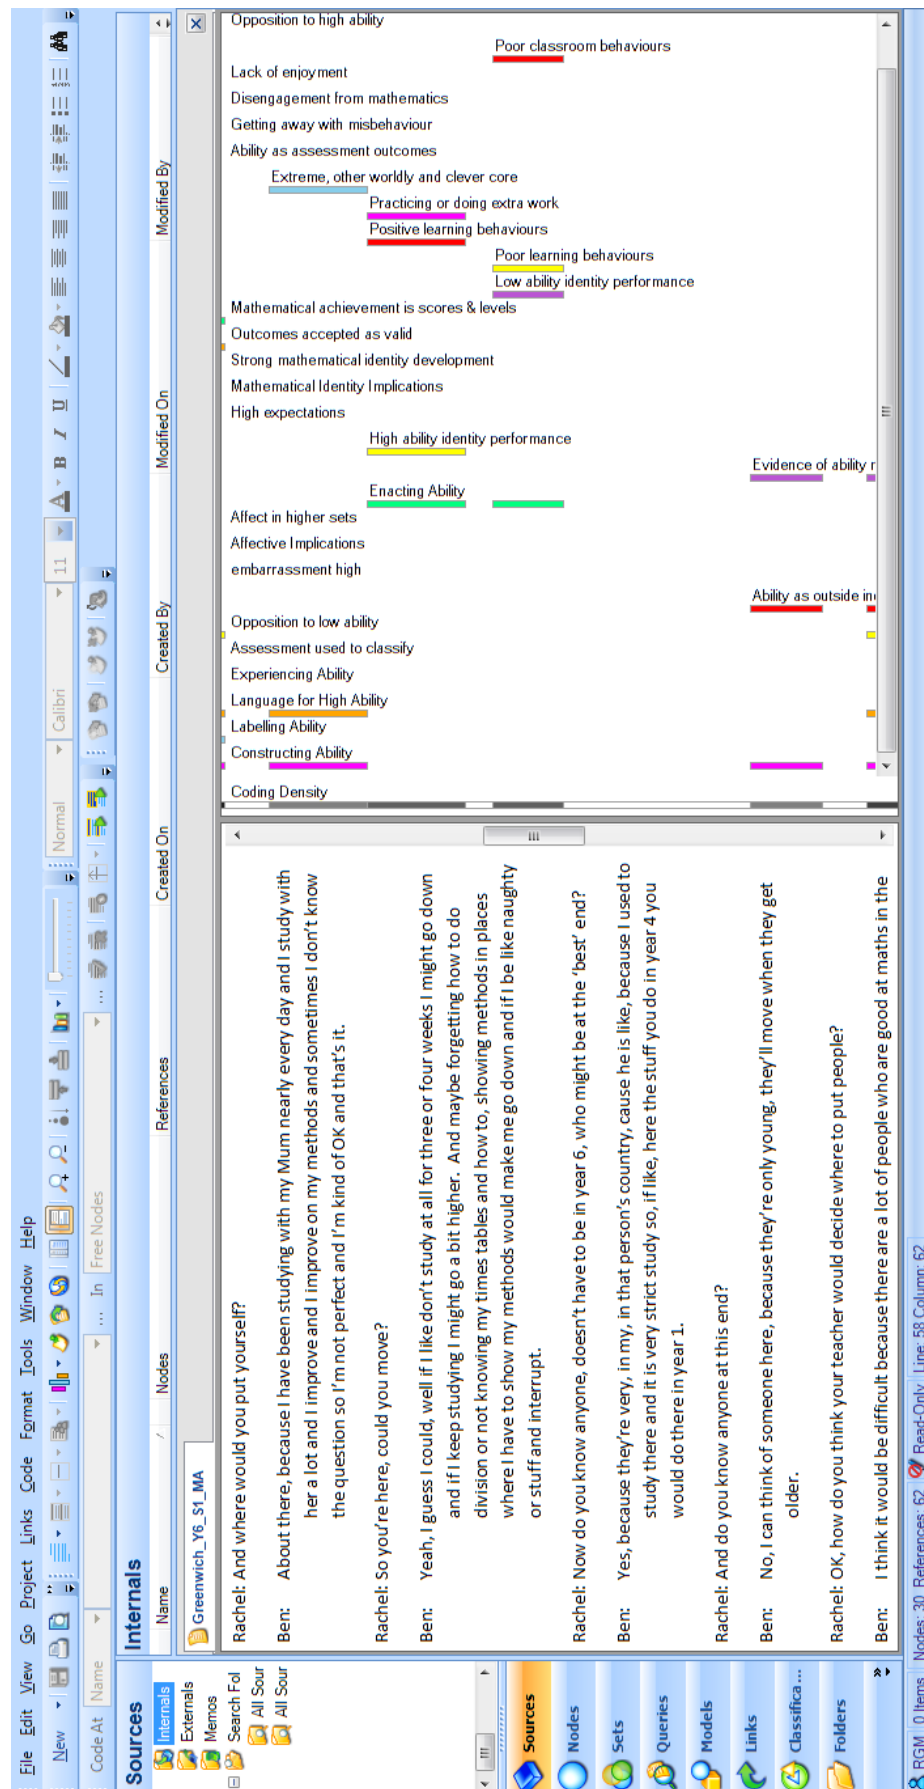 File Edit View Go Project Links Code Format Tools Window Help
New
Normal Calibri 11 A B I U
Code At Name ... In Free Nodes ...
Sources
Internals
Externals
Memos
Search Fol
All Sour
All Sour
Sources
Nodes
Sets
Queries
Models
Links
Classifica...
Folders
Internals
Name / Nodes References Created On Created By Modified On Modified By
Greenwich_Y6_S1_MA
Rachel: And where would you put yourself?
Ben: About there, because I have been studying with my Mum nearly every day and I study with
her a lot and I improve and I improve on my methods and sometimes I don't know
the question so I'm not perfect and I'm kind of OK and that's it.
Rachel: So you're here, could you move?
Ben: Yeah, I guess I could, well if I like don't study at all for three or four weeks I might go down
and if I keep studying I might go a bit higher. And maybe forgetting how to do
division or not knowing my times tables and how to, showing methods in places
where I have to show my methods would make me go down and if I be like naughty
or stuff and interrupt.
Rachel: Now do you know anyone, doesn't have to be in year 6, who might be at the 'best' end?
Ben: Yes, because they're very, in my, in that person's country, cause he is like, because I used to
study there and it is very strict study so, if like, here the stuff you do in year 4 you
would do there in year 1.
Rachel: And do you know anyone at this end?
Ben: No, I can think of someone here, because they're only young, they'll move when they get
older.
Rachel: OK, how do you think your teacher would decide where to put people?
Ben: I think it would be difficult because there are a lot of people who are good at maths in the
Coding Density
Constructing Ability
Labelling Ability
Language for High Ability
Experiencing Ability
Assessment used to classify
Opposition to low ability
Ability as outside in
embarrassment high
Affective Implications
Affect in higher sets
Enacting Ability
Evidence of ability r
High ability identity performance
High expectations
Mathematical Identity Implications
Strong mathematical identity development
Outcomes accepted as valid
Mathematical achievement is scores & levels
Low ability identity performance
Poor learning behaviours
Positive learning behaviours
Practicing or doing extra work
Extreme, other worldly and clever core
Ability as assessment outcomes
Getting away with misbehaviour
Disengagement from mathematics
Lack of enjoyment
Poor classroom behaviours
Opposition to high ability
RGM 0 Items Nodes: 30 References: 62 Read-Only Line: 58 Column: 62